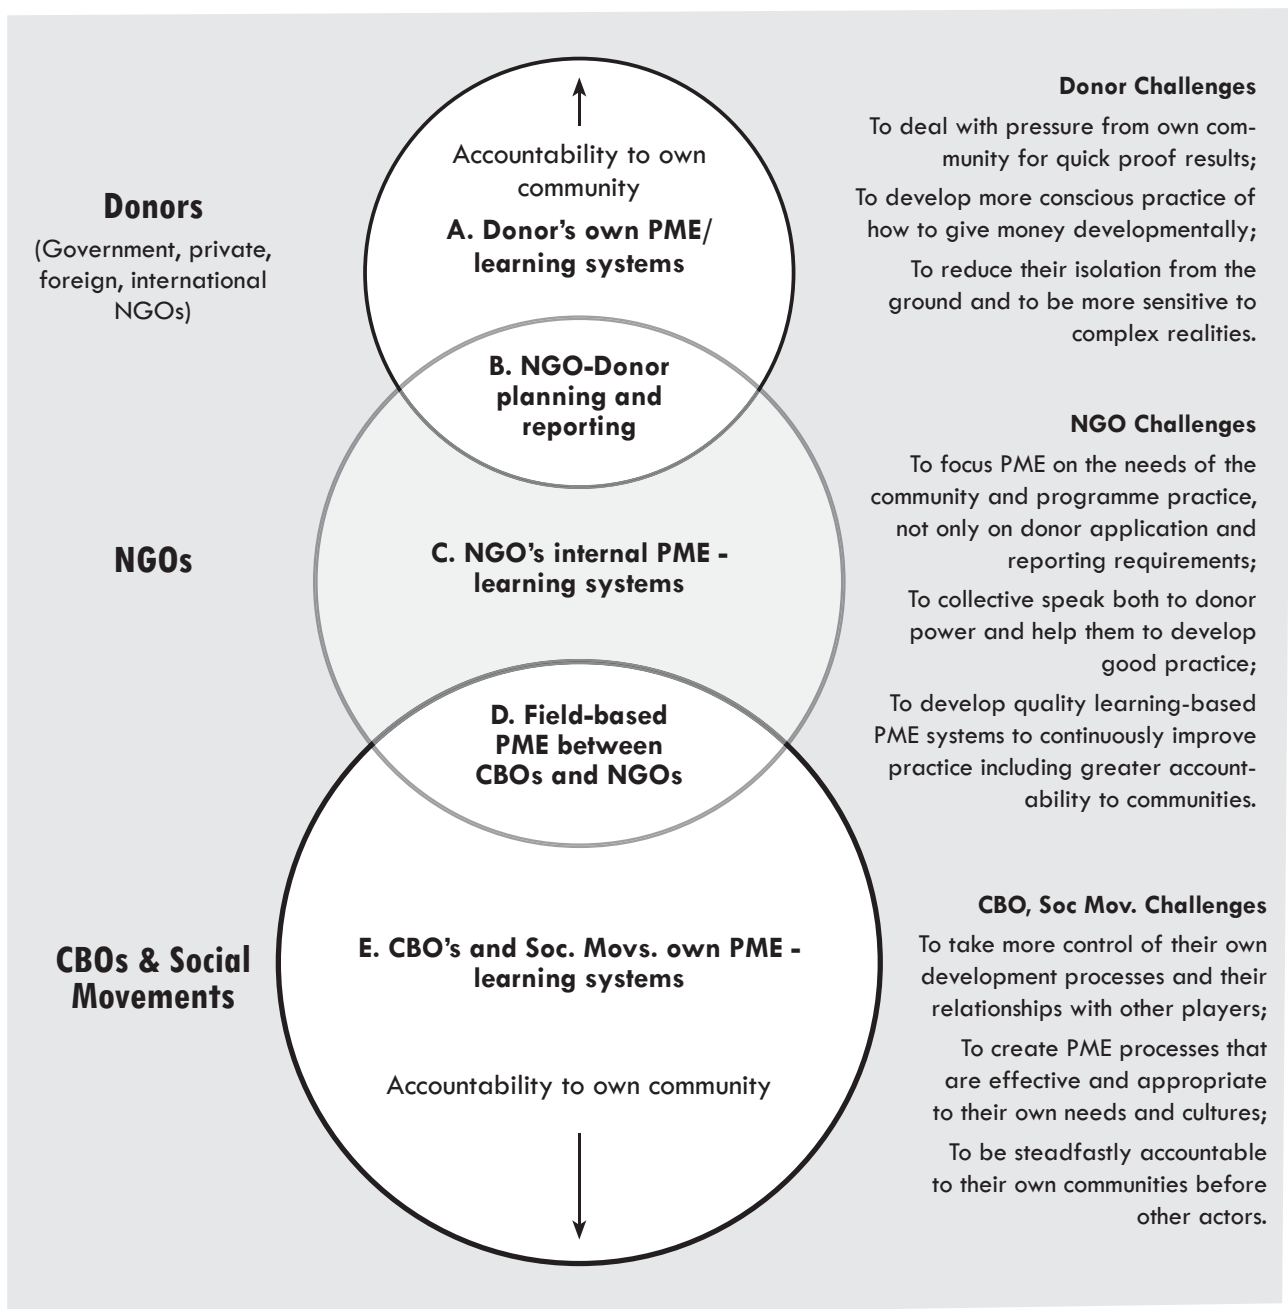 Donors
(Government, private,
foreign, international
NGOs)
NGOs
CBOs & Social
Movements
Accountability to own
community
A. Donor's own PME/
learning systems
B. NGO-Donor
planning and
reporting
C. NGO's internal PME -
learning systems
D. Field-based
PME between
CBOs and NGOs
E. CBO's and Soc. Movs. own PME -
learning systems
Accountability to own community
Donor Challenges
To deal with pressure from own com-
munity for quick proof results;
To develop more conscious practice of
how to give money developmentally;
To reduce their isolation from the
ground and to be more sensitive to
complex realities.
NGO Challenges
To focus PME on the needs of the
community and programme practice,
not only on donor application and
reporting requirements;
To collective speak both to donor
power and help them to develop
good practice;
To develop quality learning-based
PME systems to continuously improve
practice including greater account-
ability to communities.
CBO, Soc Mov. Challenges
To take more control of their own
development processes and their
relationships with other players;
To create PME processes that
are effective and appropriate
to their own needs and cultures;
To be steadfastly accountable
to their own communities before
other actors.